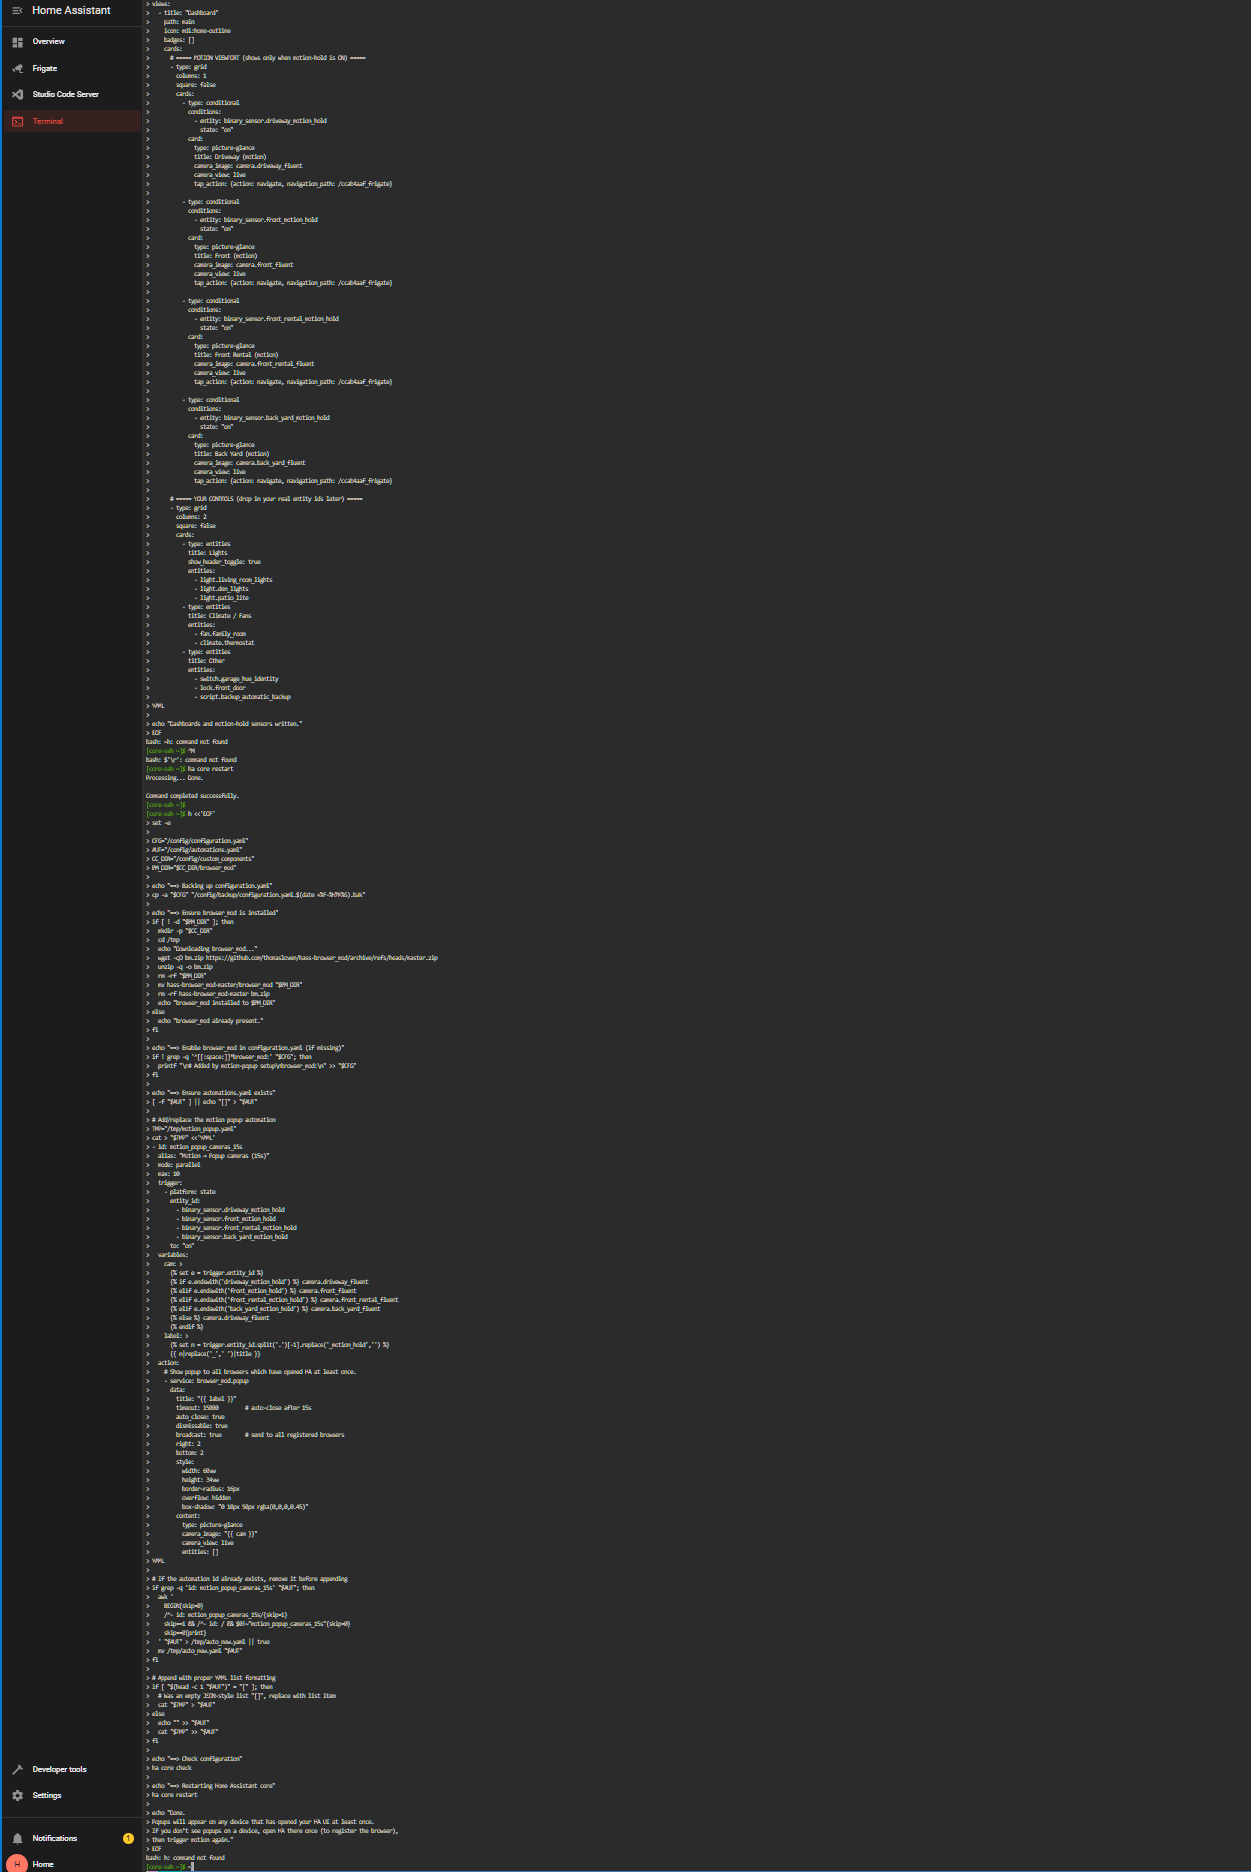 Home Assistant
Overview
Frigate
Studio Code Server
Terminal
Developer tools
Settings
Notifications
1
H
Home
> views:
>   - title: "Dashboard"
>     path: main
>     icon: mdi:home-outline
>     badges: []
>     cards:
>       # ===== MOTION VIEWPORT (shows only when motion-hold is ON) =====
>       - type: grid
>         columns: 1
>         square: false
>         cards:
>           - type: conditional
>             conditions:
>               - entity: binary_sensor.driveway_motion_hold
>                 state: "on"
>             card:
>               type: picture-glance
>               title: Driveway (motion)
>               camera_image: camera.driveway_fluent
>               camera_view: live
>               tap_action: {action: navigate, navigation_path: /ccab4aaf_frigate}
>
>           - type: conditional
>             conditions:
>               - entity: binary_sensor.front_motion_hold
>                 state: "on"
>             card:
>               type: picture-glance
>               title: Front (motion)
>               camera_image: camera.front_fluent
>               camera_view: live
>               tap_action: {action: navigate, navigation_path: /ccab4aaf_frigate}
>
>           - type: conditional
>             conditions:
>               - entity: binary_sensor.front_rental_motion_hold
>                 state: "on"
>             card:
>               type: picture-glance
>               title: Front Rental (motion)
>               camera_image: camera.front_rental_fluent
>               camera_view: live
>               tap_action: {action: navigate, navigation_path: /ccab4aaf_frigate}
>
>           - type: conditional
>             conditions:
>               - entity: binary_sensor.back_yard_motion_hold
>                 state: "on"
>             card:
>               type: picture-glance
>               title: Back Yard (motion)
>               camera_image: camera.back_yard_fluent
>               camera_view: live
>               tap_action: {action: navigate, navigation_path: /ccab4aaf_frigate}
>
>       # ===== YOUR CONTROLS (drop in your real entity ids later) =====
>       - type: grid
>         columns: 2
>         square: false
>         cards:
>           - type: entities
>             title: Lights
>             show_header_toggle: true
>             entities:
>               - light.living_room_lights
>               - light.den_lights
>               - light.patio_lite
>           - type: entities
>             title: Climate / Fans
>             entities:
>               - fan.family_room
>               - climate.thermostat
>           - type: entities
>             title: Other
>             entities:
>               - switch.garage_hue_identity
>               - lock.front_door
>               - script.backup_automatic_backup
> YAML
>
> echo "Dashboards and motion-hold sensors written."
> EOF
bash: ~h: command not found
[core-ssh ~]$ ^M
bash: $'\r': command not found
[core-ssh ~]$ ha core restart
Processing... Done.

Command completed successfully.
[core-ssh ~]$
[core-ssh ~]$ h <<'EOF'
> set -e
>
> CFG="/config/configuration.yaml"
> AUT="/config/automations.yaml"
> CC_DIR="/config/custom_components"
> BM_DIR="$CC_DIR/browser_mod"
>
> echo "==> Backing up configuration.yaml"
> cp -a "$CFG" "/config/backup/configuration.yaml.$(date +%F-%H%M%S).bak"
>
> echo "==> Ensure browser_mod is installed"
> if [ ! -d "$BM_DIR" ]; then
>   mkdir -p "$CC_DIR"
>   cd /tmp
>   echo "Downloading browser_mod..."
>   wget -qO bm.zip https://github.com/thomasloven/hass-browser_mod/archive/refs/heads/master.zip
>   unzip -q -o bm.zip
>   rm -rf "$BM_DIR"
>   mv hass-browser_mod-master/browser_mod "$BM_DIR"
>   rm -rf hass-browser_mod-master bm.zip
>   echo "browser_mod installed to $BM_DIR"
> else
>   echo "browser_mod already present."
> fi
>
> echo "==> Enable browser_mod in configuration.yaml (if missing)"
> if ! grep -q '^[[:space:]]*browser_mod:' "$CFG"; then
>   printf "\n# Added by motion-popup setup\nbrowser_mod:\n" >> "$CFG"
> fi
>
> echo "==> Ensure automations.yaml exists"
> [ -f "$AUT" ] || echo "[]" > "$AUT"
>
> # Add/replace the motion popup automation
> TMP="/tmp/motion_popup.yaml"
> cat > "$TMP" <<'YAML'
> - id: motion_popup_cameras_15s
>   alias: "Motion → Popup cameras (15s)"
>   mode: parallel
>   max: 10
>   trigger:
>     - platform: state
>       entity_id:
>         - binary_sensor.driveway_motion_hold
>         - binary_sensor.front_motion_hold
>         - binary_sensor.front_rental_motion_hold
>         - binary_sensor.back_yard_motion_hold
>       to: "on"
>   variables:
>     cam: >
>       {% set e = trigger.entity_id %}
>       {% if e.endswith('driveway_motion_hold') %} camera.driveway_fluent
>       {% elif e.endswith('front_motion_hold') %} camera.front_fluent
>       {% elif e.endswith('front_rental_motion_hold') %} camera.front_rental_fluent
>       {% elif e.endswith('back_yard_motion_hold') %} camera.back_yard_fluent
>       {% else %} camera.driveway_fluent
>       {% endif %}
>     label: >
>       {% set n = trigger.entity_id.split('.')[-1].replace('_motion_hold','') %}
>       {{ n|replace('_',' ')|title }}
>   action:
>     # Show popup to all browsers which have opened HA at least once.
>     - service: browser_mod.popup
>       data:
>         title: "{{ label }}"
>         timeout: 15000         # auto-close after 15s
>         auto_close: true
>         dismissable: true
>         broadcast: true        # send to all registered browsers
>         right: 2
>         bottom: 2
>         style:
>           width: 60vw
>           height: 34vw
>           border-radius: 16px
>           overflow: hidden
>           box-shadow: "0 10px 50px rgba(0,0,0,0.45)"
>         content:
>           type: picture-glance
>           camera_image: "{{ cam }}"
>           camera_view: live
>           entities: []
> YAML
>
> # If the automation id already exists, remove it before appending
> if grep -q 'id: motion_popup_cameras_15s' "$AUT"; then
>   awk '
>     BEGIN{skip=0}
>     /^- id: motion_popup_cameras_15s/{skip=1}
>     skip==1 && /^- id: / && $0!~"motion_popup_cameras_15s"{skip=0}
>     skip==0{print}
>   ' "$AUT" > /tmp/auto_new.yaml || true
>   mv /tmp/auto_new.yaml "$AUT"
> fi
>
> # Append with proper YAML list formatting
> if [ "$(head -c 1 "$AUT")" = "[" ]; then
>   # Was an empty JSON-style list "[]", replace with list item
>   cat "$TMP" > "$AUT"
> else
>   echo "" >> "$AUT"
>   cat "$TMP" >> "$AUT"
> fi
>
> echo "==> Check configuration"
> ha core check
>
> echo "==> Restarting Home Assistant core"
> ha core restart
>
> echo "Done.
> Popups will appear on any device that has opened your HA UI at least once.
> If you don't see popups on a device, open HA there once (to register the browser),
> then trigger motion again."
> EOF
bash: h: command not found
[core-ssh ~]$ ~